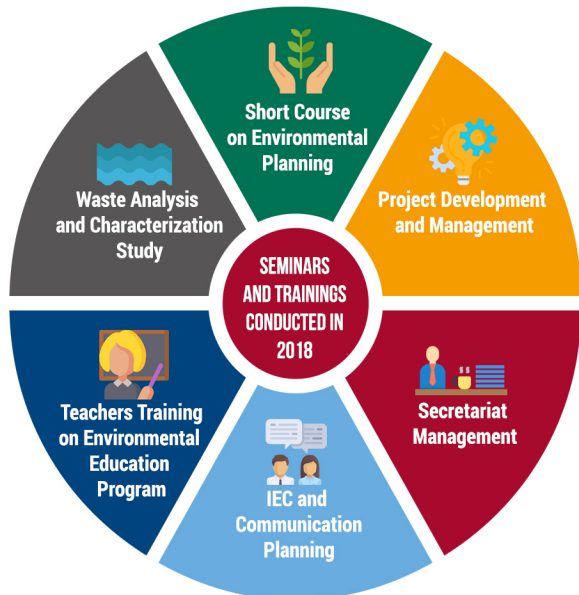 Short Course
on Environmental
Planning
Project Development
and Management
Secretariat
Management
IEC and
Communication
Planning
Teachers Training
on Environmental
Education
Program
Waste Analysis
and Characterization
Study
SEMINARS
AND TRAININGS
CONDUCTED IN
2018